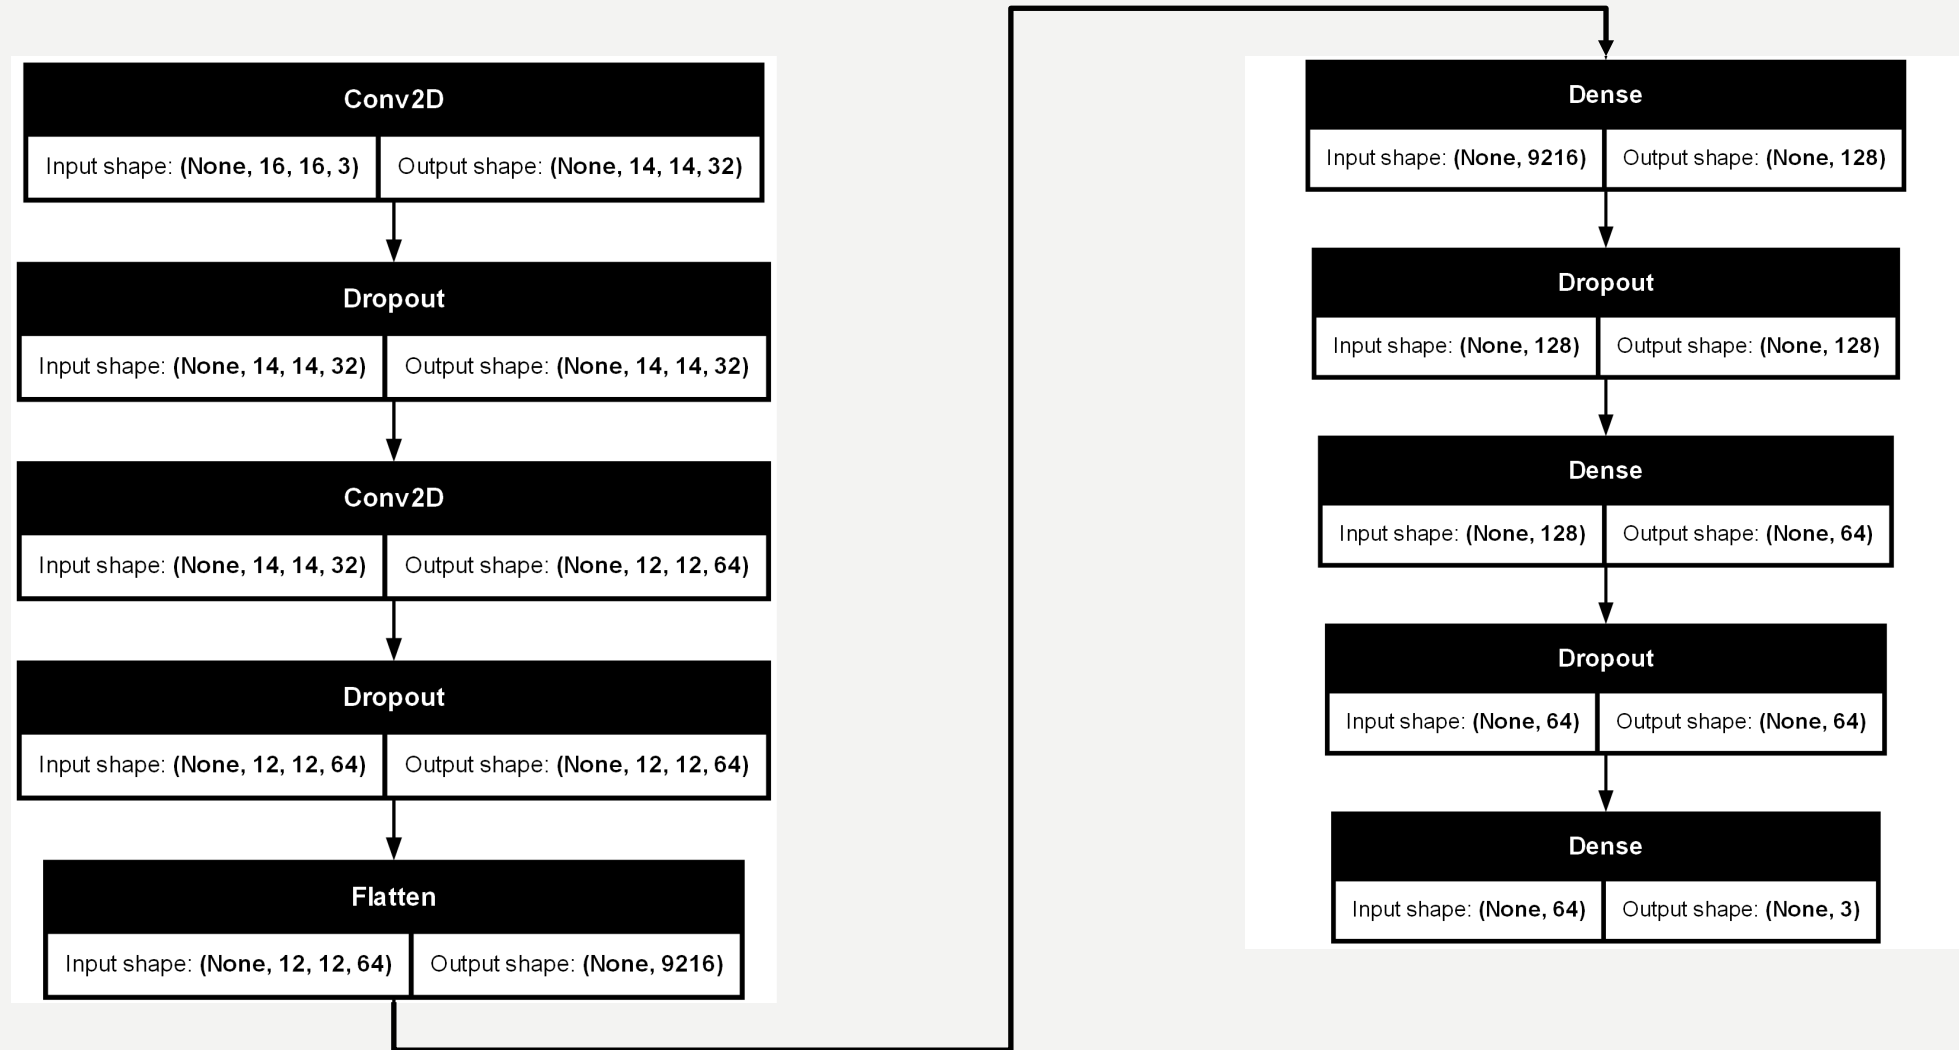 Conv2D
Input shape: (None, 16, 16, 3) Output shape: (None, 14, 14, 32)
Dropout
Input shape: (None, 14, 14, 32) Output shape: (None, 14, 14, 32)
Conv2D
Input shape: (None, 14, 14, 32) Output shape: (None, 12, 12, 64)
Dropout
Input shape: (None, 12, 12, 64) Output shape: (None, 12, 12, 64)
Flatten
Input shape: (None, 12, 12, 64) Output shape: (None, 9216)
Dense
Input shape: (None, 9216) Output shape: (None, 128)
Dropout
Input shape: (None, 128) Output shape: (None, 128)
Dense
Input shape: (None, 128) Output shape: (None, 64)
Dropout
Input shape: (None, 64) Output shape: (None, 64)
Dense
Input shape: (None, 64) Output shape: (None, 3)